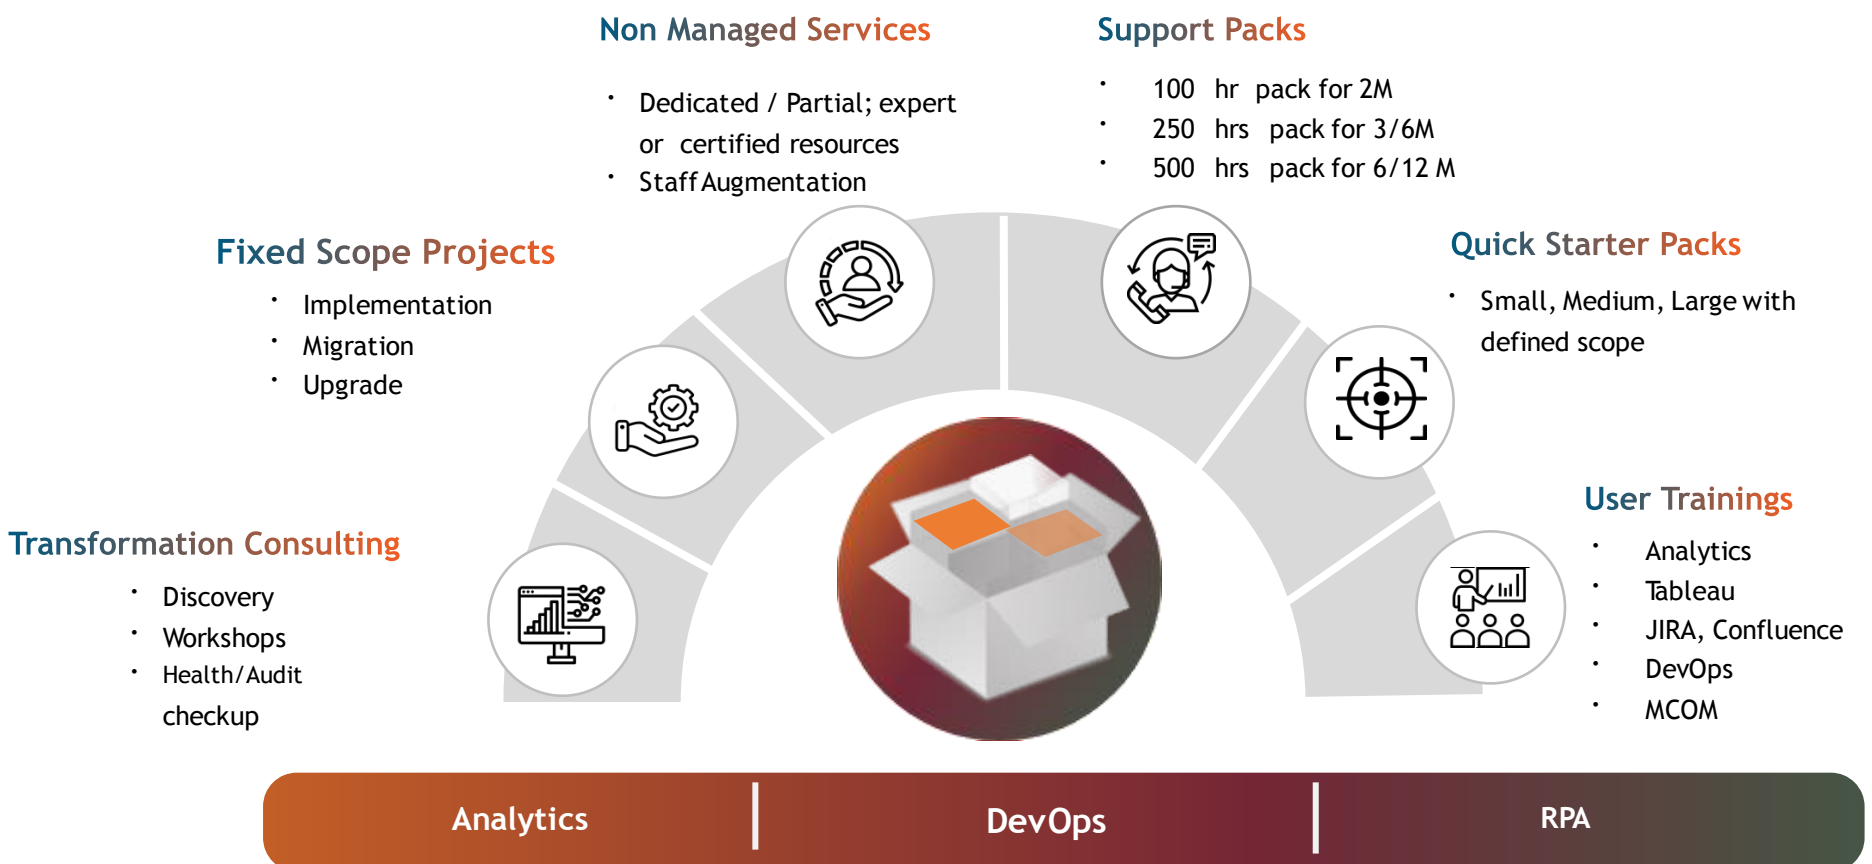 Non Managed Services
• Dedicated / Partial; expert
or certified resources
• Staff Augmentation
Support Packs
• 100 hr pack for 2M
• 250 hrs pack for 3/6M
• 500 hrs pack for 6/12 M
Fixed Scope Projects
• Implementation
• Migration
• Upgrade
Quick Starter Packs
• Small, Medium, Large with
defined scope
Transformation Consulting
• Discovery
• Workshops
• Health/Audit
checkup
User Trainings
• Analytics
• Tableau
• JIRA, Confluence
• DevOps
• MCOM
Analytics
DevOps
RPA